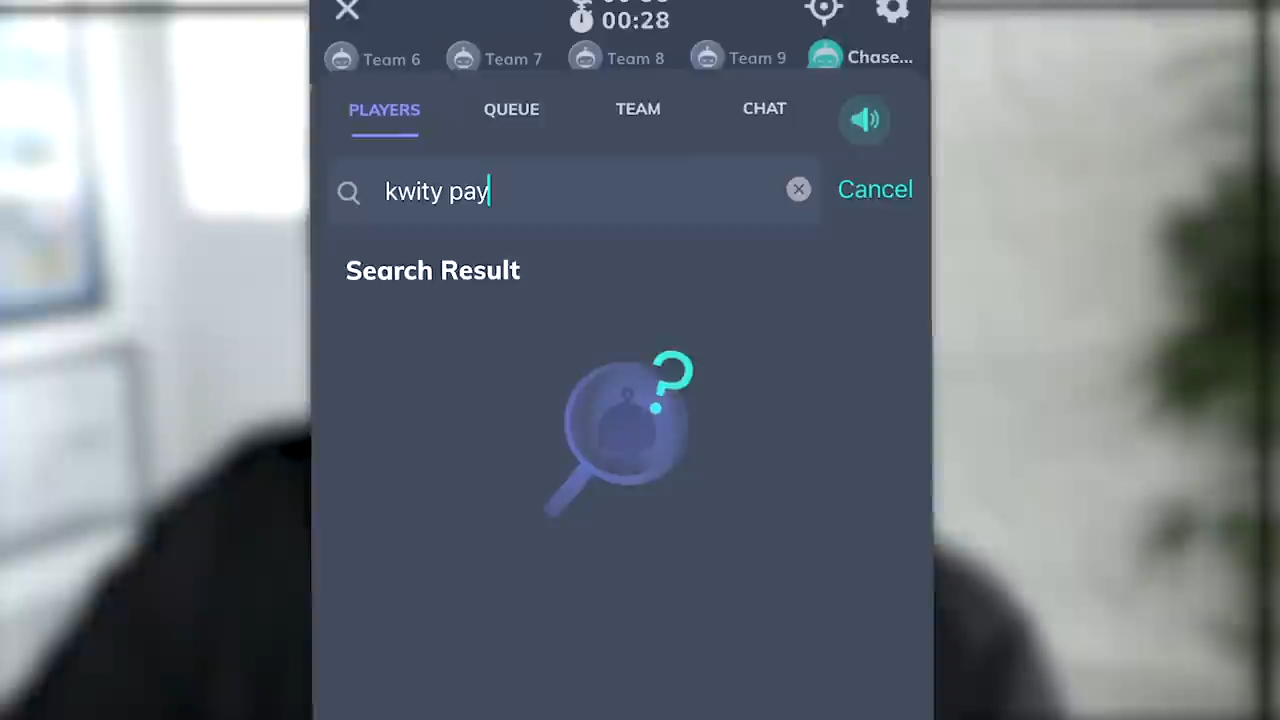 00:28
Team 6
Team 7
Team 8
Team 9
Chase...
PLAYERS
QUEUE
TEAM
CHAT
kwity pay
Cancel
Search Result
?